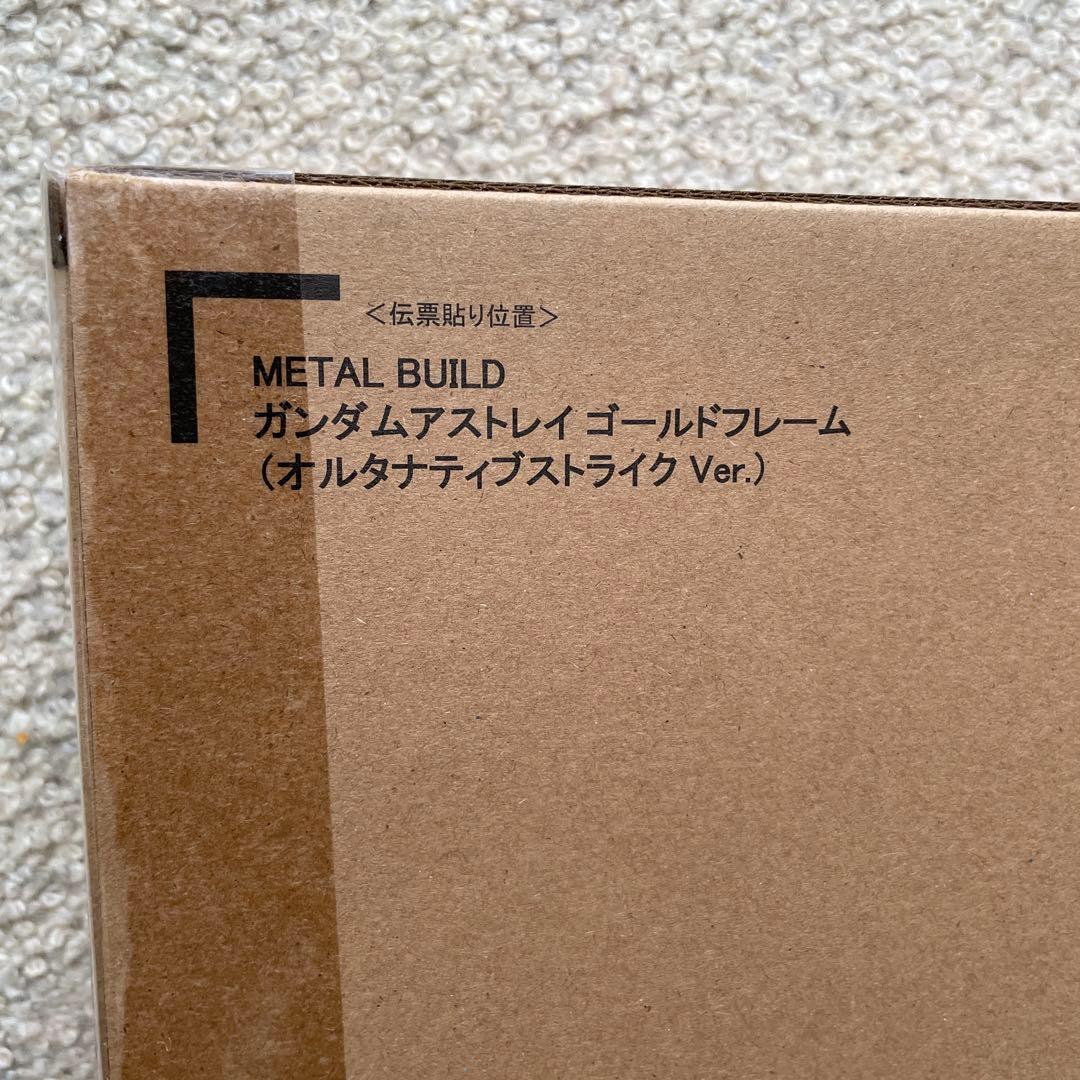 ＜伝票貼り位置＞
METAL BUILD
ガンダムアストレイ ゴールドフレーム
（オルタナティブストライク Ver.）